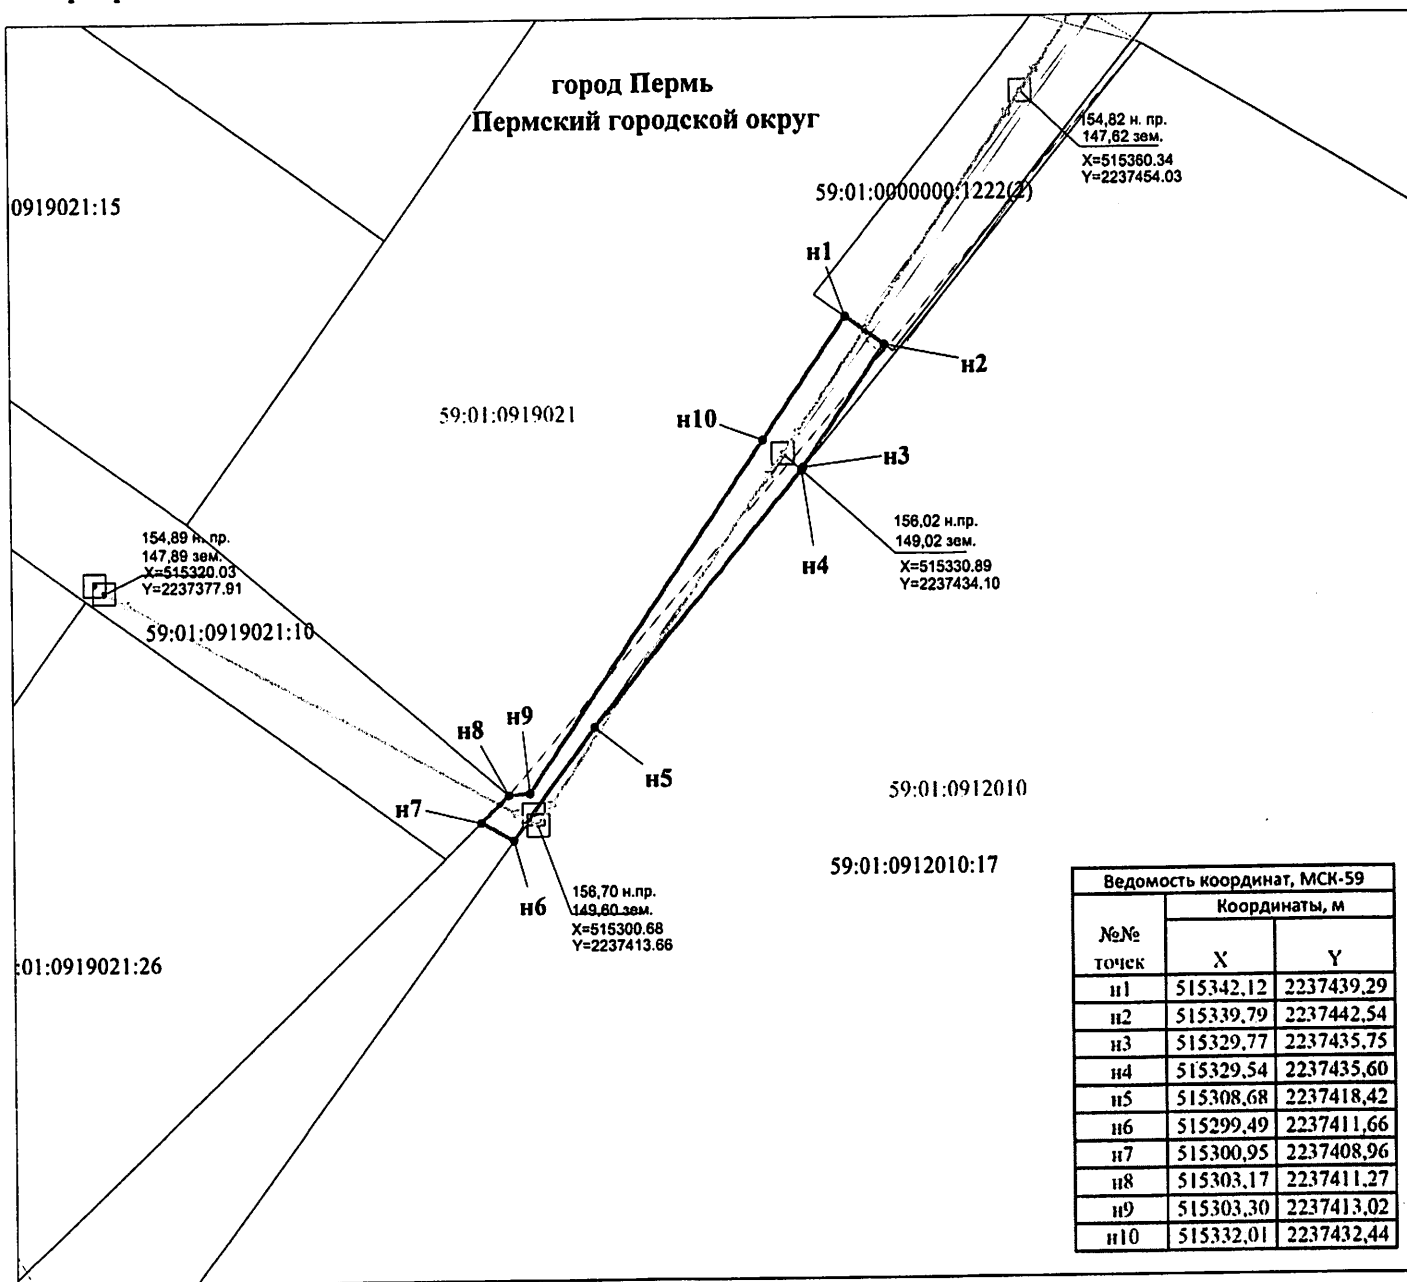 город Пермь
Пермский городской округ
154,82 н. пр.
147,62 зем.
X=515360.34
Y=2237454.03
59:01:0000000:1222(2)
0919021:15
н1
н2
59:01:0919021
н10
н3
156,02 н.пр.
149,02 зем.
X=515330.89
Y=2237434.10
н4
154,89 н. пр.
147,89 зем.
X=515320.03
Y=2237377.91
59:01:0919021:10
н9
н8
н5
59:01:0912010
н7
59:01:0912010:17
н6
156,70 н.пр.
149,60 зем.
X=515300.68
Y=2237413.66
:01:0919021:26
Ведомость координат, МСК-59
Координаты, м
№№ точек X Y
н1 515342,12 2237439,29
н2 515339,79 2237442,54
н3 515329,77 2237435,75
н4 515329,54 2237435,60
н5 515308,68 2237418,42
н6 515299,49 2237411,66
н7 515300,95 2237408,96
н8 515303,17 2237411,27
н9 515303,30 2237413,02
н10 515332,01 2237432,44